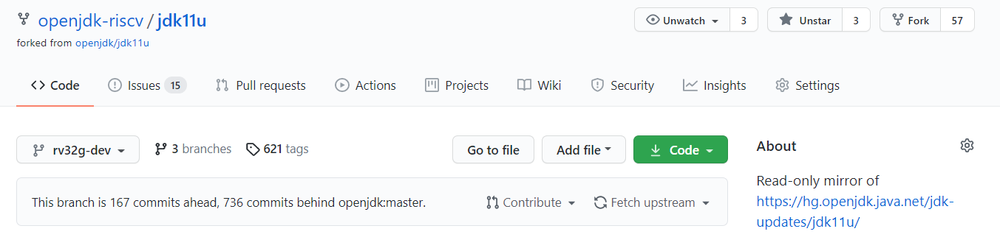 openjdk-riscv / jdk11u
Unwatch 3 Unstar 3 Fork 57
forked from openjdk/jdk11u
Code Issues 15 Pull requests Actions Projects Wiki Security Insights Settings
rv32g-dev 3 branches 621 tags Go to file Add file Code
This branch is 167 commits ahead, 736 commits behind openjdk:master. Contribute Fetch upstream
About
Read-only mirror of
https://hg.openjdk.java.net/jdk-
updates/jdk11u/